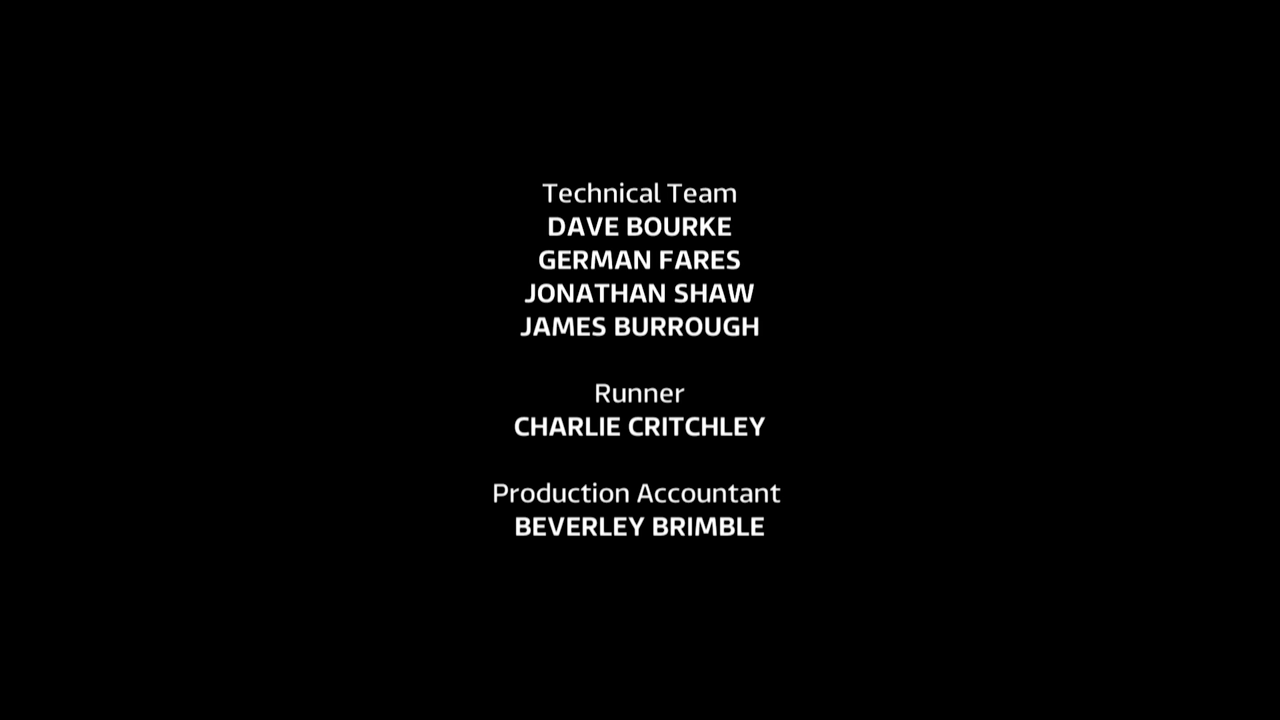 Technical Team
DAVE BOURKE
GERMAN FARES
JONATHAN SHAW
JAMES BURROUGH
Runner
CHARLIE CRITCHLEY
Production Accountant
BEVERLEY BRIMBLE